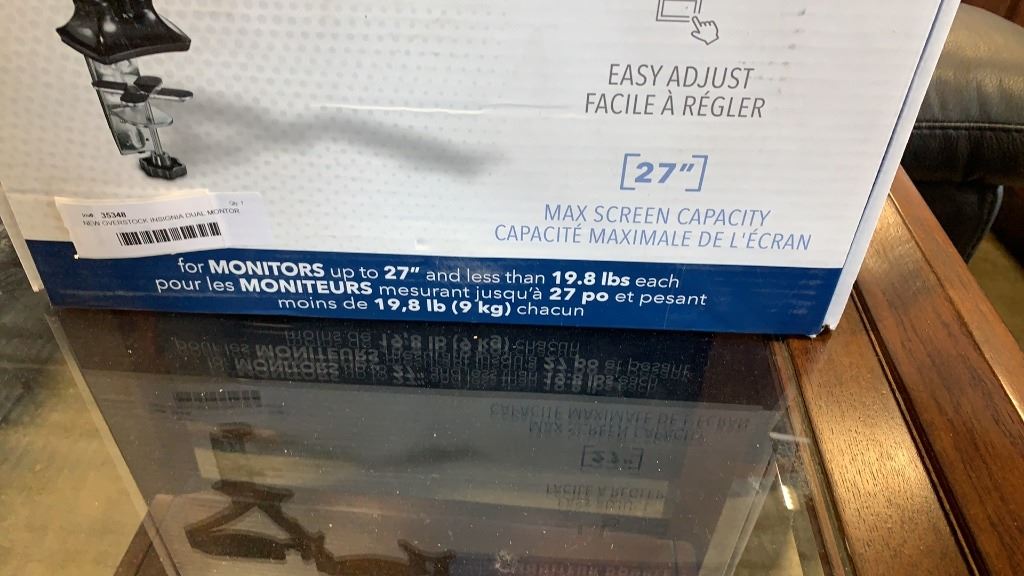 EASY ADJUST
FACILE À RÉGLER
[27"]
MAX SCREEN CAPACITY
CAPACITÉ MAXIMALE DE L'ÉCRAN
35348
Qty: 1
NEW OVERSTOCK INSIGNIA DUAL MONITOR
for MONITORS up to 27" and less than 19.8 lbs each
pour les MONITEURS mesurant jusqu'à 27 po et pesant
moins de 19,8 lb (9 kg) chacun